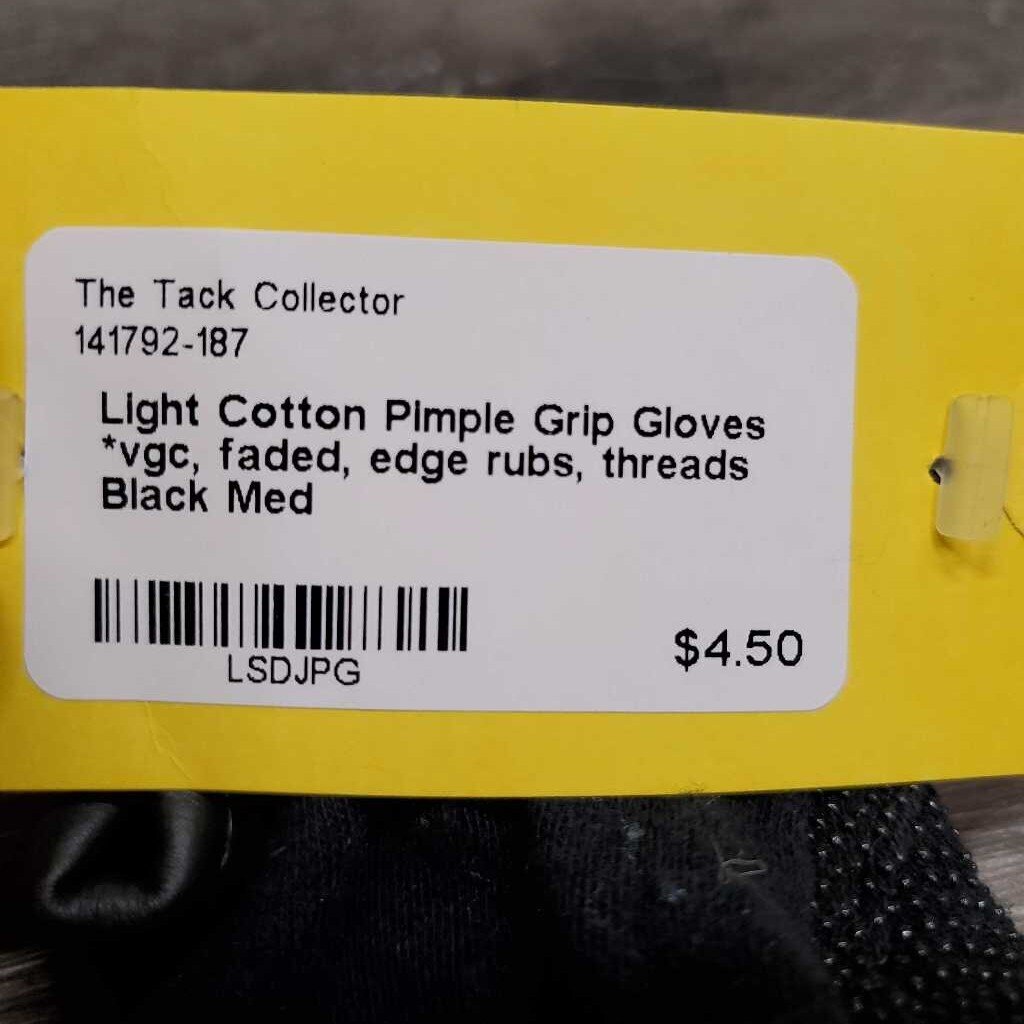 The Tack Collector
141792-187
Light Cotton Pimple Grip Gloves
*vgc, faded, edge rubs, threads
Black Med
LSDJPG
$4.50